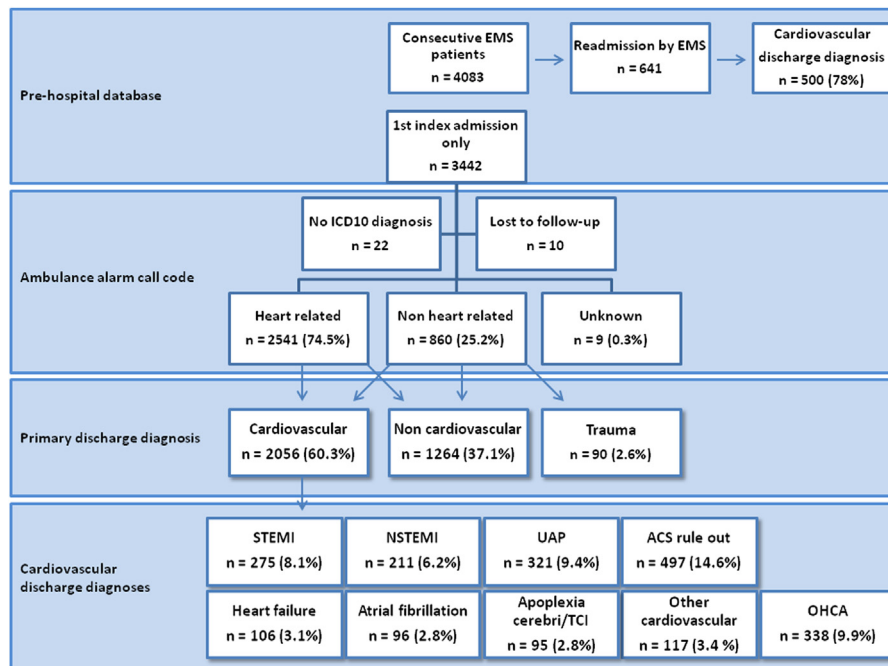 Pre-hospital database
Consecutive EMS
patients
n = 4083
Readmission by EMS
n = 641
Cardiovascular
discharge diagnosis
n = 500 (78%)
1st index admission
only
n = 3442
Ambulance alarm call code
No ICD10 diagnosis
n = 22
Lost to follow-up
n = 10
Heart related
n = 2541 (74.5%)
Non heart related
n = 860 (25.2%)
Unknown
n = 9 (0.3%)
Primary discharge diagnosis
Cardiovascular
n = 2056 (60.3%)
Non cardiovascular
n = 1264 (37.1%)
Trauma
n = 90 (2.6%)
Cardiovascular
discharge diagnoses
STEMI
n = 275 (8.1%)
NSTEMI
n = 211 (6.2%)
UAP
n = 321 (9.4%)
ACS rule out
n = 497 (14.6%)
Heart failure
n = 106 (3.1%)
Atrial fibrillation
n = 96 (2.8%)
Apoplexia
cerebri/TCI
n = 95 (2.8%)
Other
cardiovascular
n = 117 (3.4 %)
OHCA
n = 338 (9.9%)